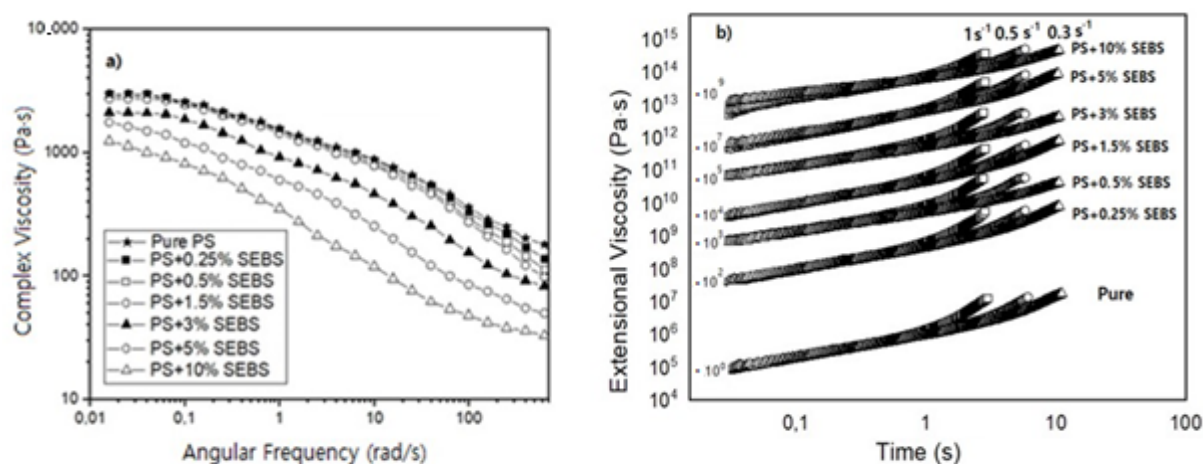 a)
Complex Viscosity (Pa·s)
10.000
1000
100
10
Pure PS
PS+0.25% SEBS
PS+0.5% SEBS
PS+1.5% SEBS
PS+3% SEBS
PS+5% SEBS
PS+10% SEBS
0,01 0,1 1 10 100
Angular Frequency (rad/s)
b)
Extensional Viscosity (Pa·s)
10¹⁵
10¹⁴
10¹³
10¹²
10¹¹
10¹⁰
10⁹
10⁸
10⁷
10⁶
10⁵
10⁴
1 s⁻¹ 0.5 s⁻¹ 0.3 s⁻¹
PS+10% SEBS
PS+5% SEBS
PS+3% SEBS
PS+1.5% SEBS
PS+0.5% SEBS
PS+0.25% SEBS
Pure
· 10⁹
· 10⁷
· 10⁵
· 10⁴
· 10³
· 10²
· 10⁰
0,1 1 10 100
Time (s)